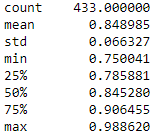 count 433.000000
mean 0.848985
std 0.066327
min 0.750041
25% 0.785881
50% 0.845280
75% 0.906455
max 0.988620